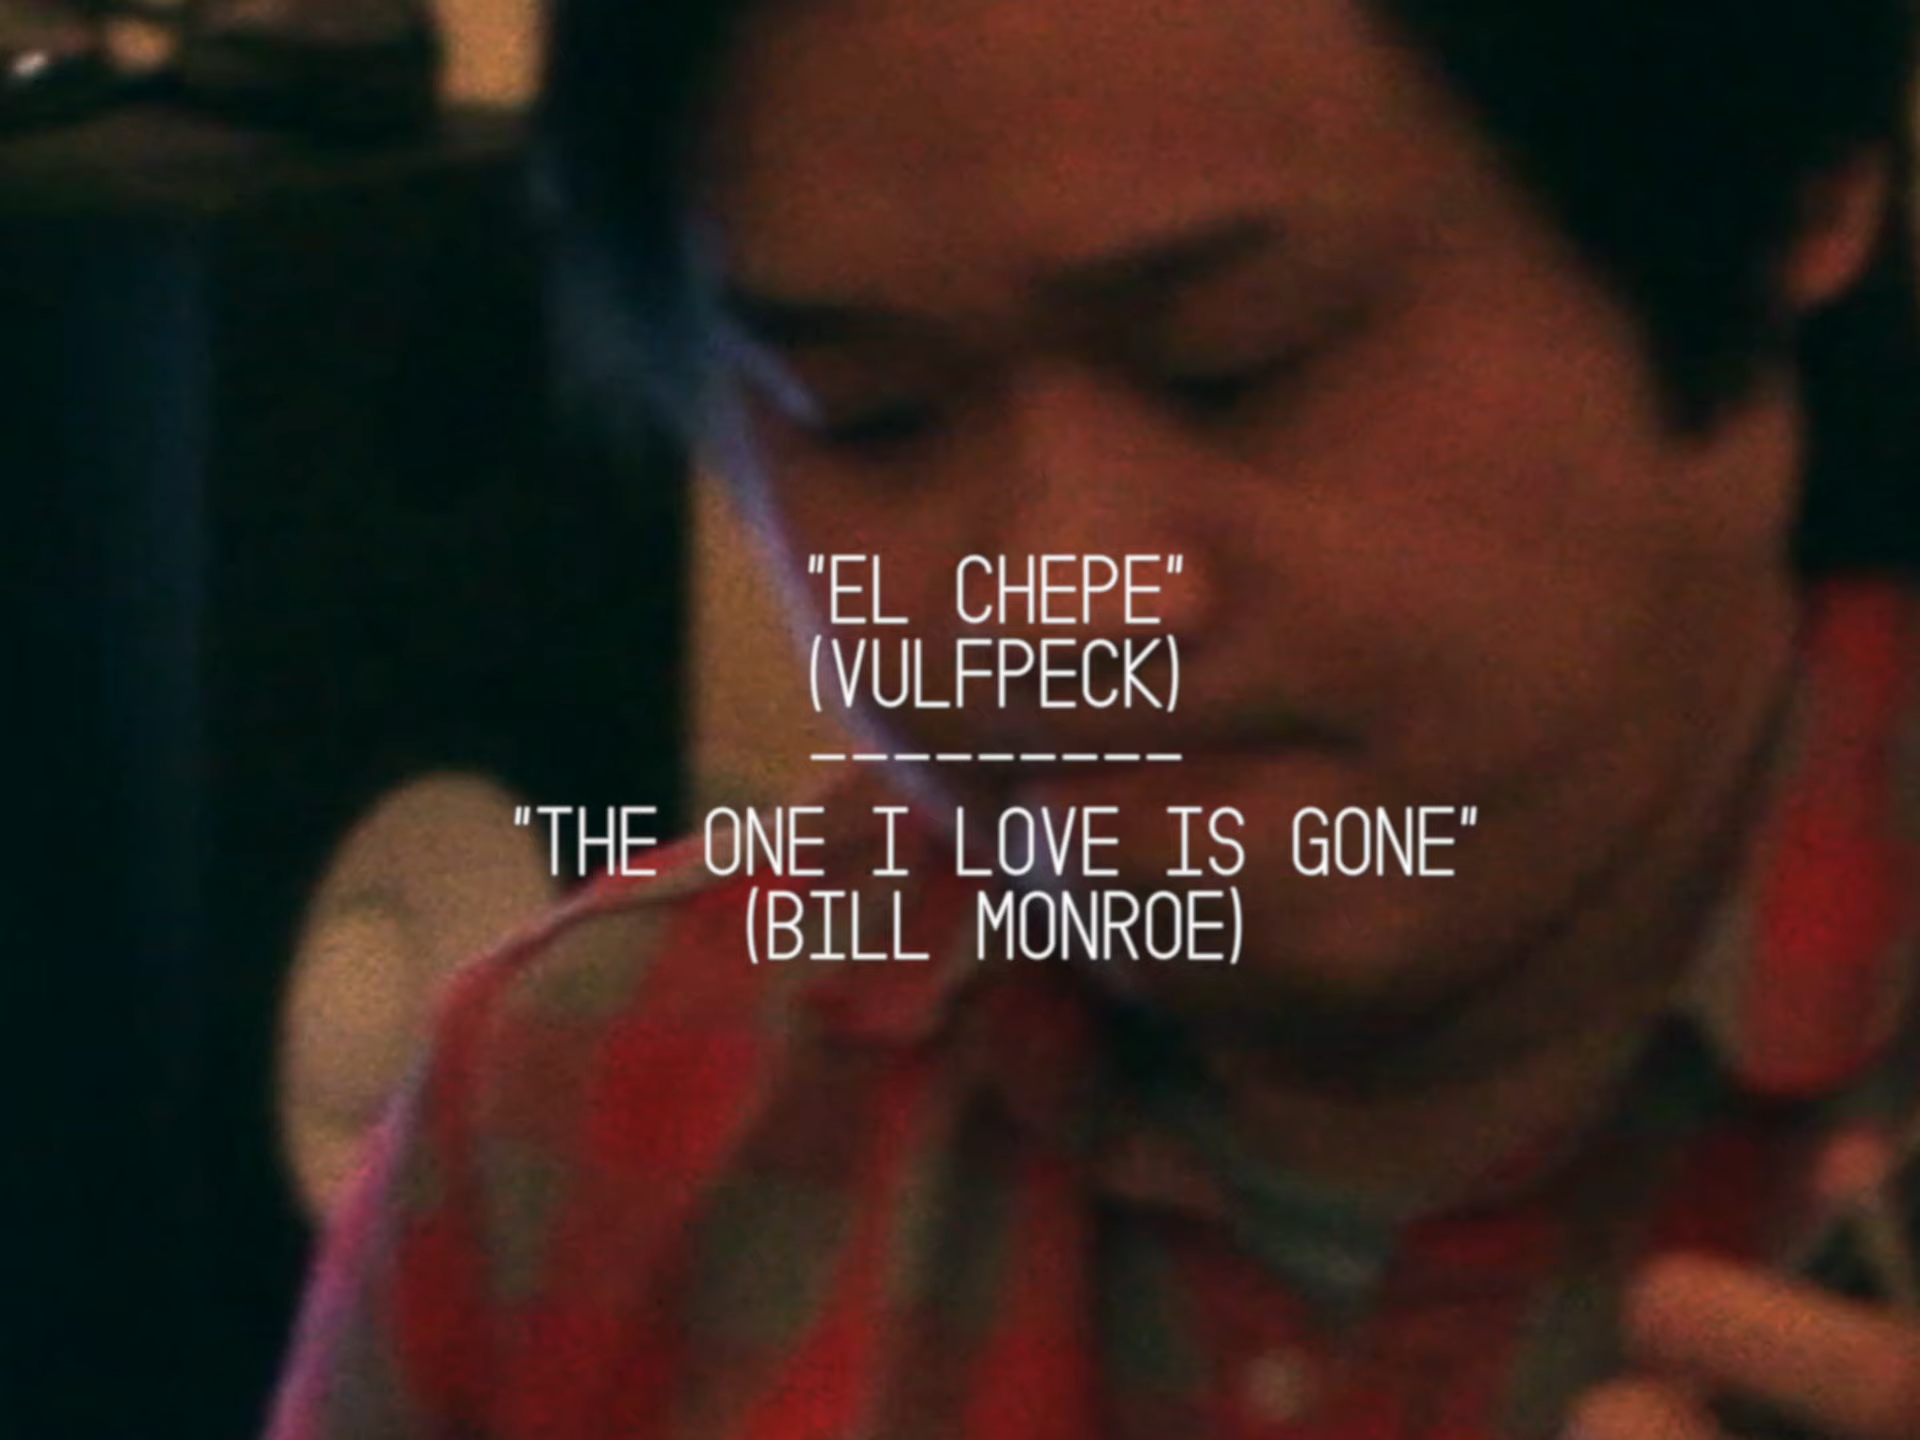 "EL CHEPE"
(VULFPECK)
---------
"THE ONE I LOVE IS GONE"
(BILL MONROE)